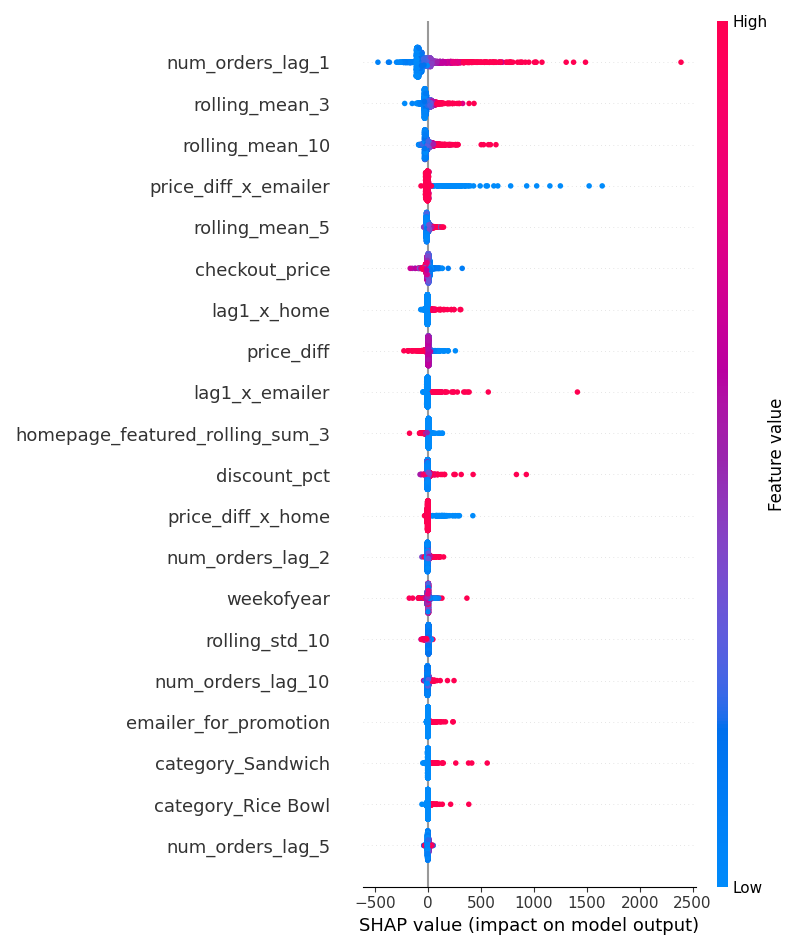 High
num_orders_lag_1
rolling_mean_3
rolling_mean_10
price_diff_x_emailer
rolling_mean_5
checkout_price
lag1_x_home
price_diff
lag1_x_emailer
homepage_featured_rolling_sum_3
discount_pct
price_diff_x_home
num_orders_lag_2
weekofyear
rolling_std_10
num_orders_lag_10
emailer_for_promotion
category_Sandwich
category_Rice Bowl
num_orders_lag_5
Feature value
Low
−500 0 500 1000 1500 2000 2500
SHAP value (impact on model output)